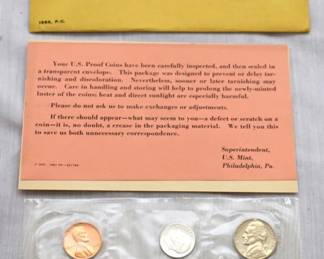 1956, P.C.
Your U.S. Proof Coins have been carefully inspected, and then sealed in
a transparent envelope. This package was designed to prevent or delay tar-
nishing and discoloration. Nevertheless, sooner or later tarnishing may
occur. Care in handling and storing will help to prolong the newly-minted
luster of the coins; heat and direct sunlight are especially harmful.
Please do not ask us to make exchanges or adjustments.
If there should appear—what may seem to you—a defect or scratch on a
coin—it is, no doubt, a crease in the packaging material. We tell you this
to save us both unnecessary correspondence.
Superintendent,
U.S. Mint,
Philadelphia, Pa.